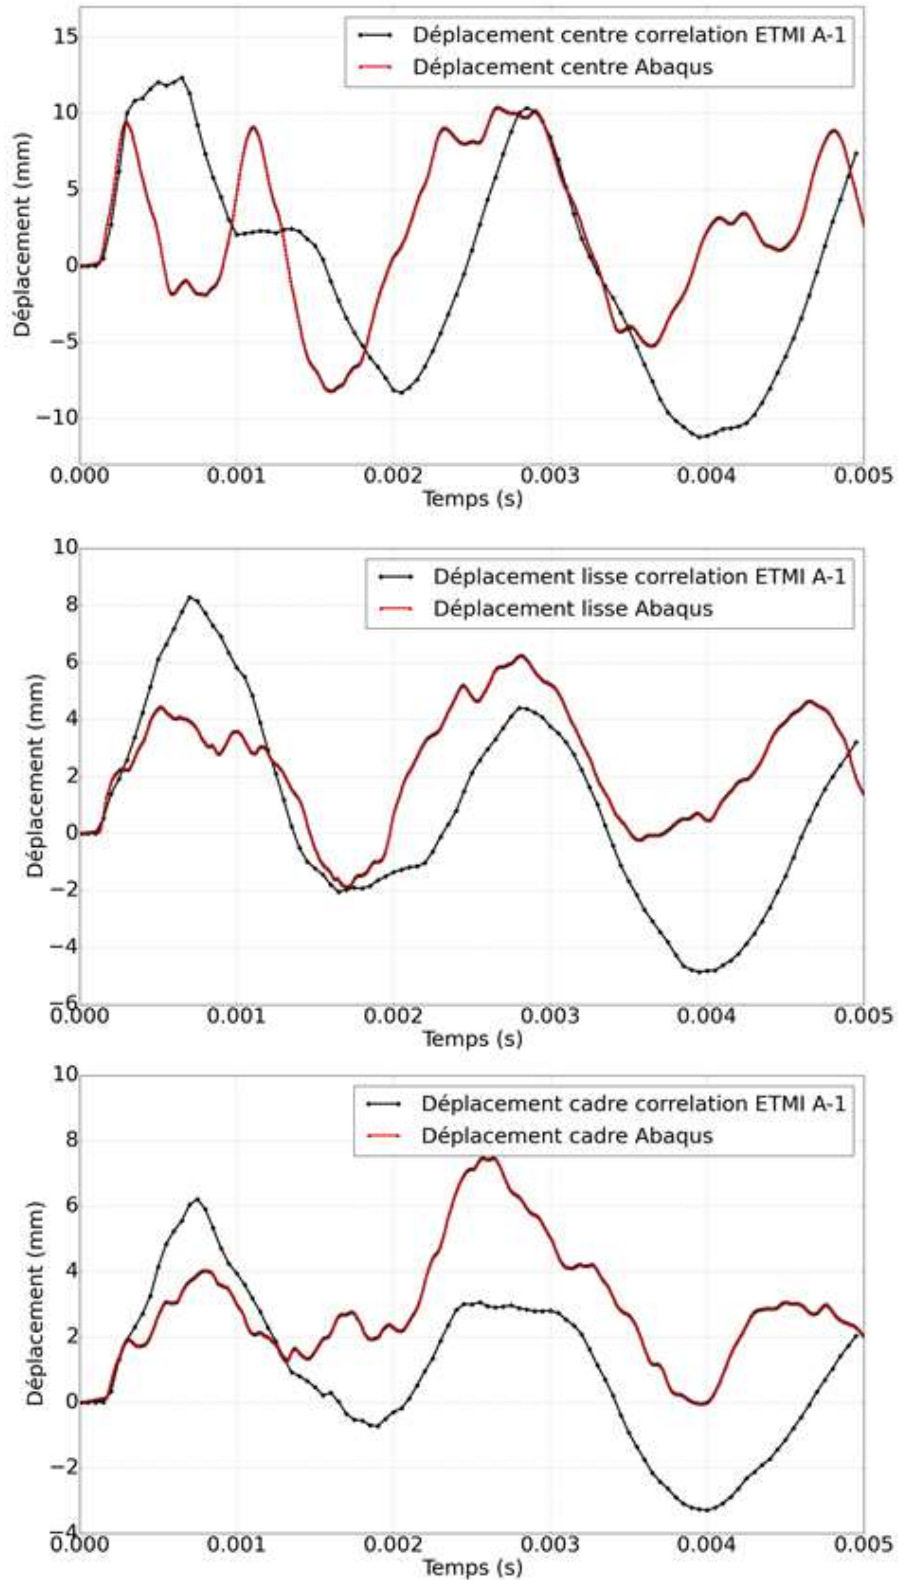 Déplacement centre correlation ETMI A-1
Déplacement centre Abaqus
Déplacement (mm)
15
10
5
0
−5
−10
0.000 0.001 0.002 0.003 0.004 0.005
Temps (s)
Déplacement lisse correlation ETMI A-1
Déplacement lisse Abaqus
Déplacement (mm)
10
8
6
4
2
0
−2
−4
−6
0.000 0.001 0.002 0.003 0.004 0.005
Temps (s)
Déplacement cadre correlation ETMI A-1
Déplacement cadre Abaqus
Déplacement (mm)
10
8
6
4
2
0
−2
−4
0.000 0.001 0.002 0.003 0.004 0.005
Temps (s)